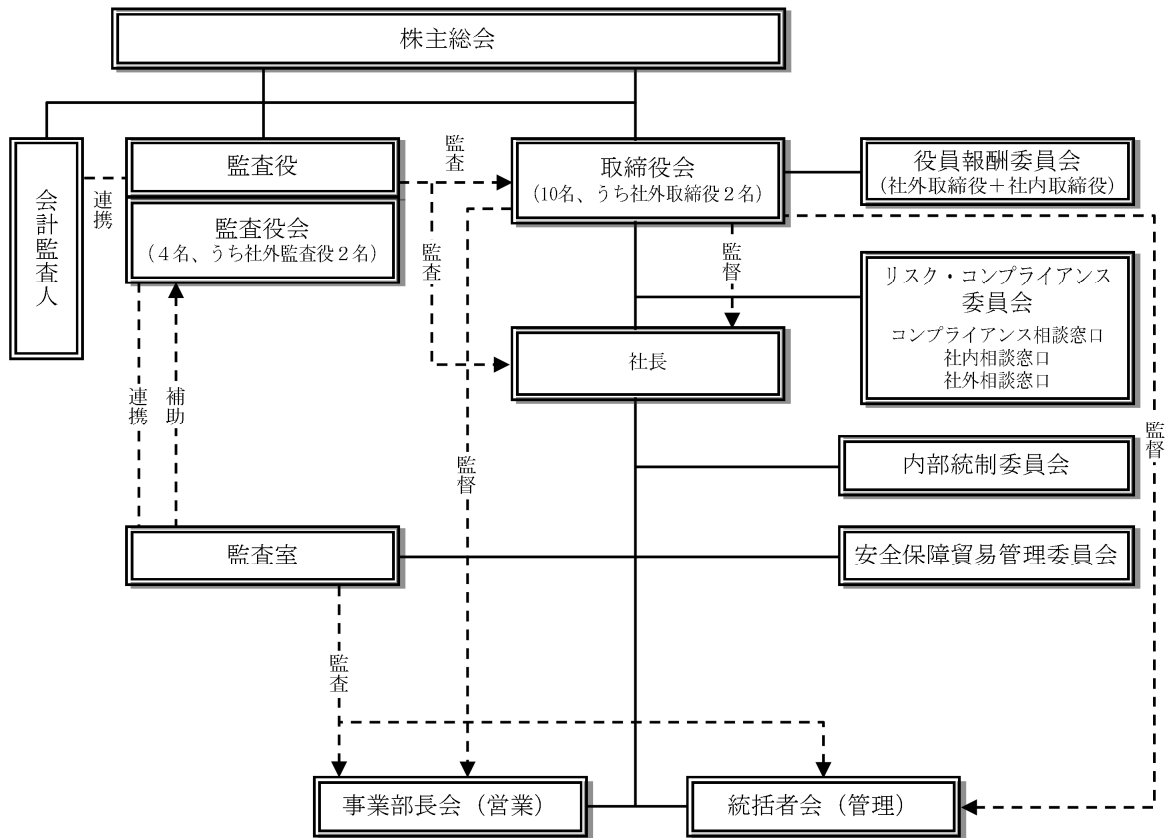 株主総会
会計監査人
連携
監査役
監査役会
（４名、うち社外監査役２名）
監査
監査
取締役会
（10名、うち社外取締役２名）
役員報酬委員会
（社外取締役＋社内取締役）
監督
リスク・コンプライアンス
委員会
コンプライアンス相談窓口
社内相談窓口
社外相談窓口
社長
連携
補助
監督
監督
内部統制委員会
監査室
安全保障貿易管理委員会
監査
事業部長会（営業）
統括者会（管理）